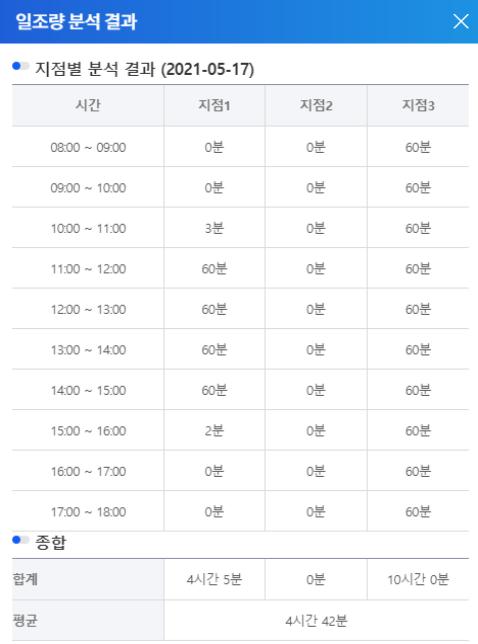 일조량 분석 결과
지점별 분석 결과 (2021-05-17)
시간 지점1 지점2 지점3
08:00 ~ 09:00 0분 0분 60분
09:00 ~ 10:00 0분 0분 60분
10:00 ~ 11:00 3분 0분 60분
11:00 ~ 12:00 60분 0분 60분
12:00 ~ 13:00 60분 0분 60분
13:00 ~ 14:00 60분 0분 60분
14:00 ~ 15:00 60분 0분 60분
15:00 ~ 16:00 2분 0분 60분
16:00 ~ 17:00 0분 0분 60분
17:00 ~ 18:00 0분 0분 60분
종합
합계 4시간 5분 0분 10시간 0분
평균 4시간 42분